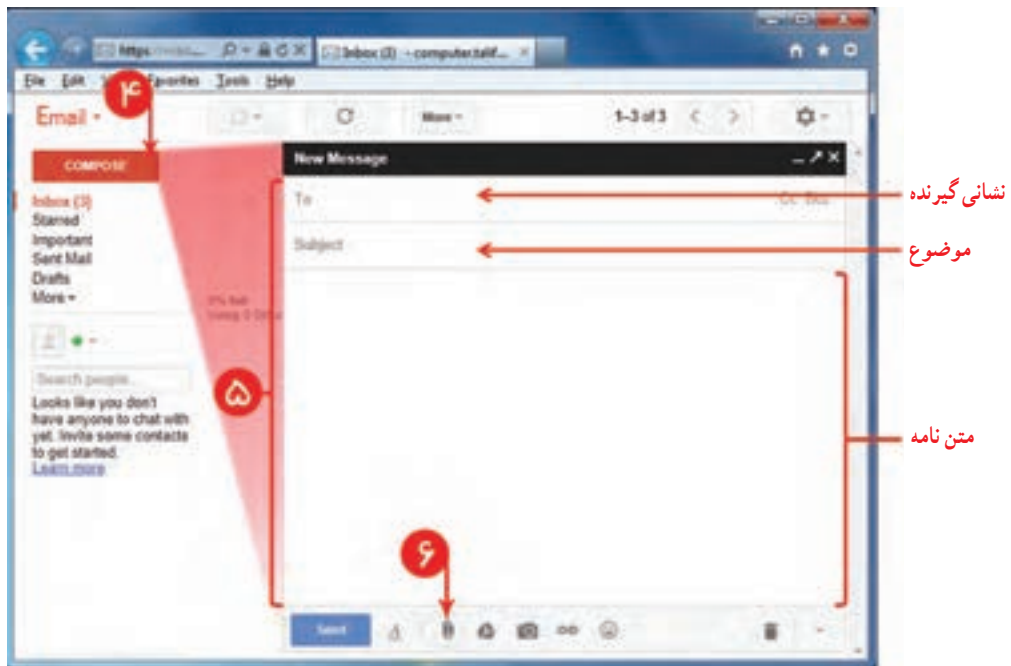 https
Inbox (3)
File Edit Favorites Tools Help
۴
Email
More
1–3 of 3
COMPOSE
New Message
Inbox (3)
To
Cc Bcc
نشانی گیرنده
Starred
Important
Subject
موضوع
Sent Mail
Drafts
More
Search people...
۵
Looks like you don't
have anyone to chat with
yet. Invite some contacts
to get started.
Learn more
متن نامه
۶
Send